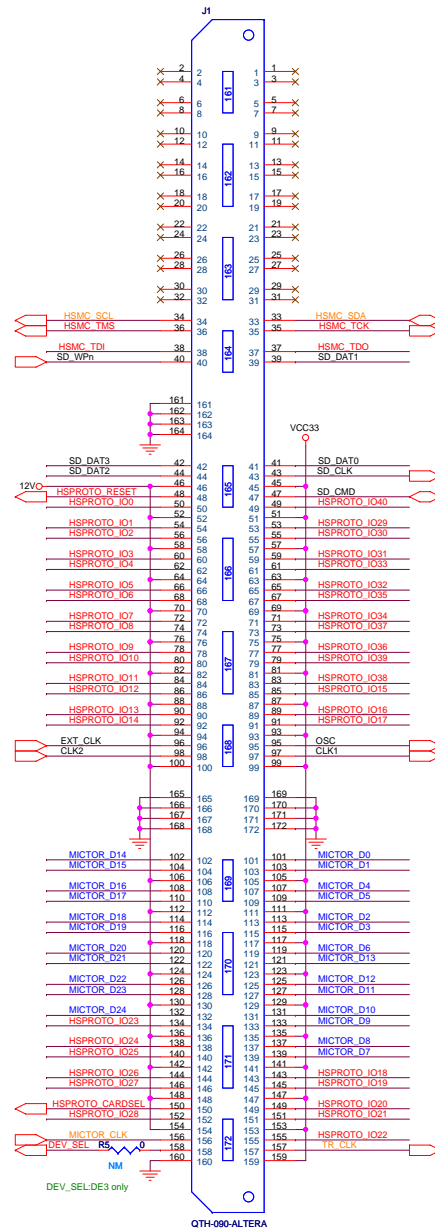 J1
2 2 161 1 1
4 4 3 3
6 6 5 5
8 8 7 7
10 10 9 9
12 12 11 11
14 14 162 13 13
16 16 15 15
18 18 17 17
20 20 19 19
22 22 21 21
24 24 23 23
26 26 163 25 25
28 28 27 27
30 30 29 29
32 32 31 31
HSMC_SCL 34 34 33 33 HSMC_SDA
HSMC_TMS 36 36 35 35 HSMC_TCK
HSMC_TDI 38 38 164 37 37 HSMC_TDO
SD_WPn 40 40 39 39 SD_DAT1
161 161
162 162
163 163
164 164
VCC33
SD_DAT3 42 42 41 41 SD_DAT0
SD_DAT2 44 44 43 43 SD_CLK
12V 46 46 165 45 45
HSPROTO_RESET 48 48 47 47 SD_CMD
HSPROTO_IO0 50 50 49 49 HSPROTO_IO40
52 52 51 51
HSPROTO_IO1 54 54 53 53 HSPROTO_IO29
HSPROTO_IO2 56 56 55 55 HSPROTO_IO30
58 58 57 57
HSPROTO_IO3 60 60 166 59 59 HSPROTO_IO31
HSPROTO_IO4 62 62 61 61 HSPROTO_IO33
64 64 63 63
HSPROTO_IO5 66 66 65 65 HSPROTO_IO32
HSPROTO_IO6 68 68 67 67 HSPROTO_IO35
70 70 69 69
HSPROTO_IO7 72 72 71 71 HSPROTO_IO34
HSPROTO_IO8 74 74 73 73 HSPROTO_IO37
76 76 75 75
HSPROTO_IO9 78 78 167 77 77 HSPROTO_IO36
HSPROTO_IO10 80 80 79 79 HSPROTO_IO39
82 82 81 81
HSPROTO_IO11 84 84 83 83 HSPROTO_IO38
HSPROTO_IO12 86 86 85 85 HSPROTO_IO15
88 88 87 87
HSPROTO_IO13 90 90 89 89 HSPROTO_IO16
HSPROTO_IO14 92 92 91 91 HSPROTO_IO17
94 94 168 93 93
EXT_CLK 96 96 95 95 OSC
CLK2 98 98 97 97 CLK1
100 100 99 99
165 165 169 169
166 166 170 170
167 167 171 171
168 168 172 172
MICTOR_D14 102 102 101 101 MICTOR_D0
MICTOR_D15 104 104 103 103 MICTOR_D1
106 106 169 105 105
MICTOR_D16 108 108 107 107 MICTOR_D4
MICTOR_D17 110 110 109 109 MICTOR_D5
112 112 111 111
MICTOR_D18 114 114 113 113 MICTOR_D2
MICTOR_D19 116 116 115 115 MICTOR_D3
118 118 117 117
MICTOR_D20 120 120 170 119 119 MICTOR_D6
MICTOR_D21 122 122 121 121 MICTOR_D13
124 124 123 123
MICTOR_D22 126 126 125 125 MICTOR_D12
MICTOR_D23 128 128 127 127 MICTOR_D11
130 130 129 129
MICTOR_D24 132 132 131 131 MICTOR_D10
HSPROTO_IO23 134 134 133 133 MICTOR_D9
136 136 135 135
HSPROTO_IO24 138 138 171 137 137 MICTOR_D8
HSPROTO_IO25 140 140 139 139 MICTOR_D7
142 142 141 141
HSPROTO_IO26 144 144 143 143 HSPROTO_IO18
HSPROTO_IO27 146 146 145 145 HSPROTO_IO19
148 148 147 147
HSPROTO_CARDSEL 150 150 149 149 HSPROTO_IO20
HSPROTO_IO28 152 152 151 151 HSPROTO_IO21
154 154 172 153 153
MICTOR_CLK 156 156 155 155 HSPROTO_IO22
DEV_SEL R5 0 158 158 157 157 TR_CLK
NM 160 160 159 159
DEV_SEL:DE3 only
QTH-090-ALTERA